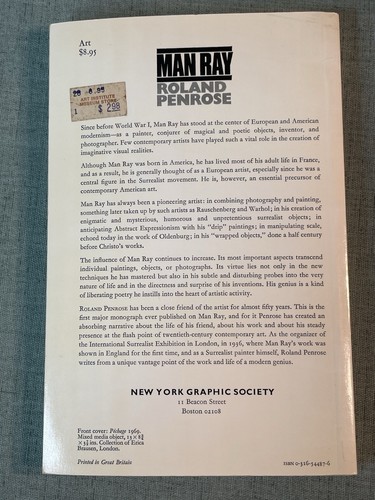 Art
$8.95
MAN RAY
ROLAND
PENROSE
ART INSTITUTE
MUSEUM STORE
1 $ 2.98
Since before World War I, Man Ray has stood at the center of European and American
modernism—as a painter, conjurer of magical and poetic objects, inventor, and
photographer. Few contemporary artists have played such a vital role in the creation of
imaginative visual realities.
Although Man Ray was born in America, he has lived most of his adult life in France,
and as a result, he is generally thought of as a European artist, especially since he was a
central figure in the Surrealist movement. He is, however, an essential precursor of
contemporary American art.
Man Ray has always been a pioneering artist: in combining photography and painting,
something later taken up by such artists as Rauschenberg and Warhol; in his creation of
enigmatic and mysterious, humorous and unpretentious surrealist objects; in
anticipating Abstract Expressionism with his "drip" paintings; in manipulating scale,
echoed today in the work of Oldenburg; in his "wrapped objects," done a half century
before Christo's works.
The influence of Man Ray continues to increase. Its most important aspects transcend
individual paintings, objects, or photographs. Its virtue lies not only in the new
techniques he has mastered but also in his subtle and disturbing probes into the very
nature of life and in the directness and surprise of his inventions. His genius is a kind
of liberating poetry he instills into the heart of artistic activity.
ROLAND PENROSE has been a close friend of the artist for almost fifty years. This is the
first major monograph ever published on Man Ray, and for it Penrose has created an
absorbing narrative about the life of his friend, about his work and about his steady
presence at the flash point of twentieth-century contemporary art. As the organizer of
the International Surrealist Exhibition in London, in 1936, where Man Ray's work was
shown in England for the first time, and as a Surrealist painter himself, Roland Penrose
writes from a unique vantage point of the work and life of a modern genius.
NEW YORK GRAPHIC SOCIETY
11 Beacon Street
Boston 02108
Front cover: Pêchage 1969.
Mixed media object, 15 × 8¾
× 3¾ ins. Collection of Erica
Brausen, London.
Printed in Great Britain
ISBN 0-316-54487-6